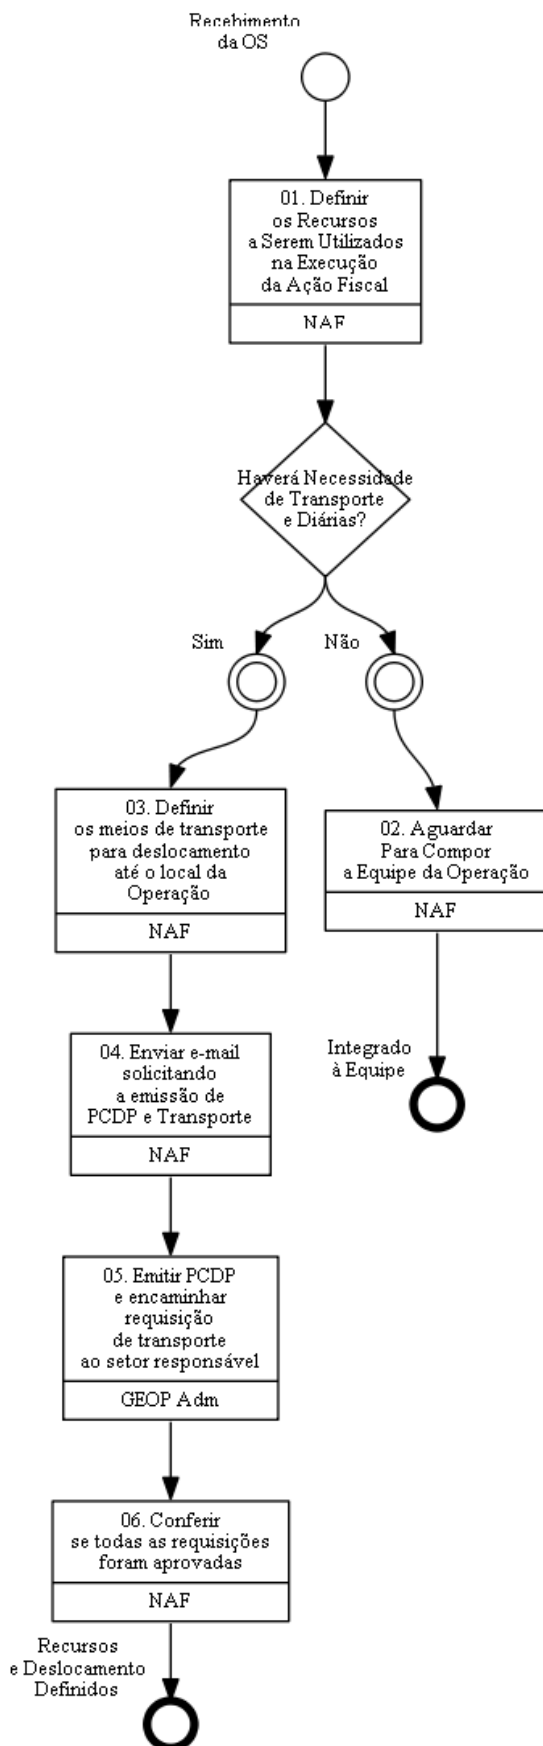 Recebimento
da OS
01. Definir
os Recursos
a Serem Utilizados
na Execução
da Ação Fiscal
NAF
Haverá Necessidade
de Transporte
e Diárias?
Sim
Não
03. Definir
os meios de transporte
para deslocamento
até o local da
Operação
NAF
02. Aguardar
Para Compor
a Equipe da Operação
NAF
04. Enviar e-mail
solicitando
a emissão de
PCDP e Transporte
NAF
Integrado
à Equipe
05. Emitir PCDP
e encaminhar
requisição
de transporte
ao setor responsável
GEOP Adm
06. Conferir
se todas as requisições
foram aprovadas
NAF
Recursos
e Deslocamento
Definidos